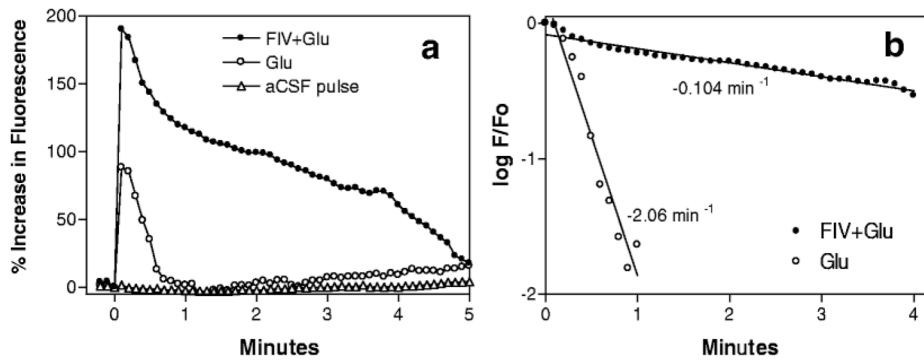 a
% Increase in Fluorescence
200
150
100
50
0
FIV+Glu
Glu
aCSF pulse
0 1 2 3 4 5
Minutes
b
log F/Fo
0
-1
-2
-0.104 min -1
-2.06 min -1
FIV+Glu
Glu
0 1 2 3 4
Minutes